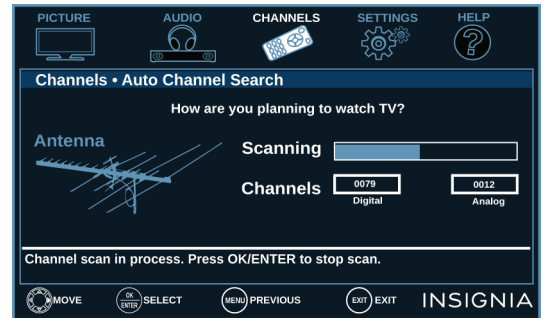 PICTURE AUDIO CHANNELS SETTINGS HELP
Channels • Auto Channel Search
How are you planning to watch TV?
Antenna
Scanning
Channels 0079 0012
Digital Analog
Channel scan in process. Press OK/ENTER to stop scan.
MOVE OK ENTER SELECT MENU PREVIOUS EXIT EXIT INSIGNIA